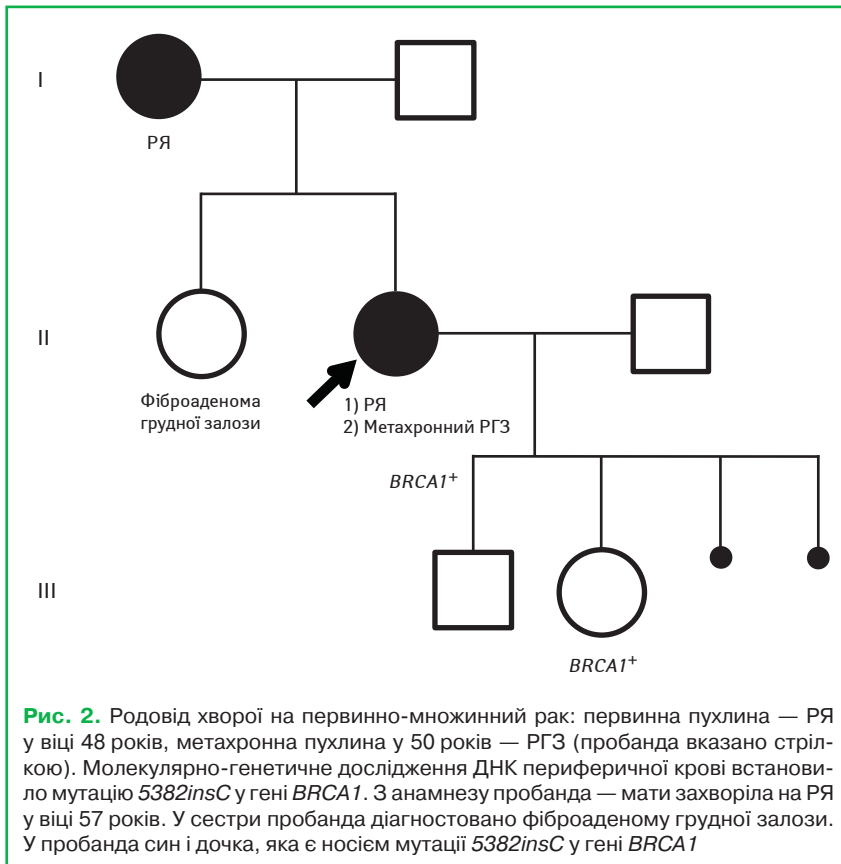 I
РЯ
II
Фіброаденома
грудної залози
1) РЯ
2) Метахронний РГЗ
BRCA1+
III
BRCA1+
Рис. 2. Родовід хворої на первинно-множинний рак: первинна пухлина — РЯ
у віці 48 років, метахронна пухлина у 50 років — РГЗ (пробанда вказано стріл-
кою). Молекулярно-генетичне дослідження ДНК периферичної крові встанови-
ло мутацію 5382insC у гені BRCA1. З анамнезу пробанда — мати захворіла на РЯ
у віці 57 років. У сестри пробанда діагностовано фіброаденому грудної залози.
У пробанда син і дочка, яка є носієм мутації 5382insC у гені BRCA1